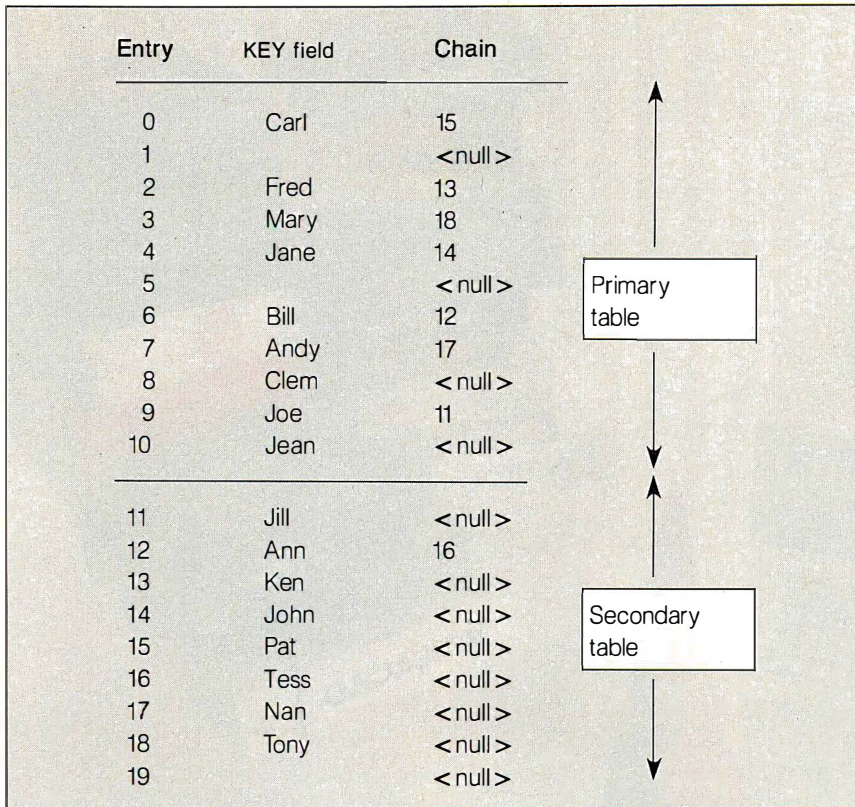 Entry KEY field Chain
0 Carl 15
1 <null>
2 Fred 13
3 Mary 18
4 Jane 14
5 <null>
6 Bill 12
7 Andy 17
8 Clem <null>
9 Joe 11
10 Jean <null>
Primary
table
11 Jill <null>
12 Ann 16
13 Ken <null>
14 John <null>
15 Pat <null>
16 Tess <null>
17 Nan <null>
18 Tony <null>
19 <null>
Secondary
table